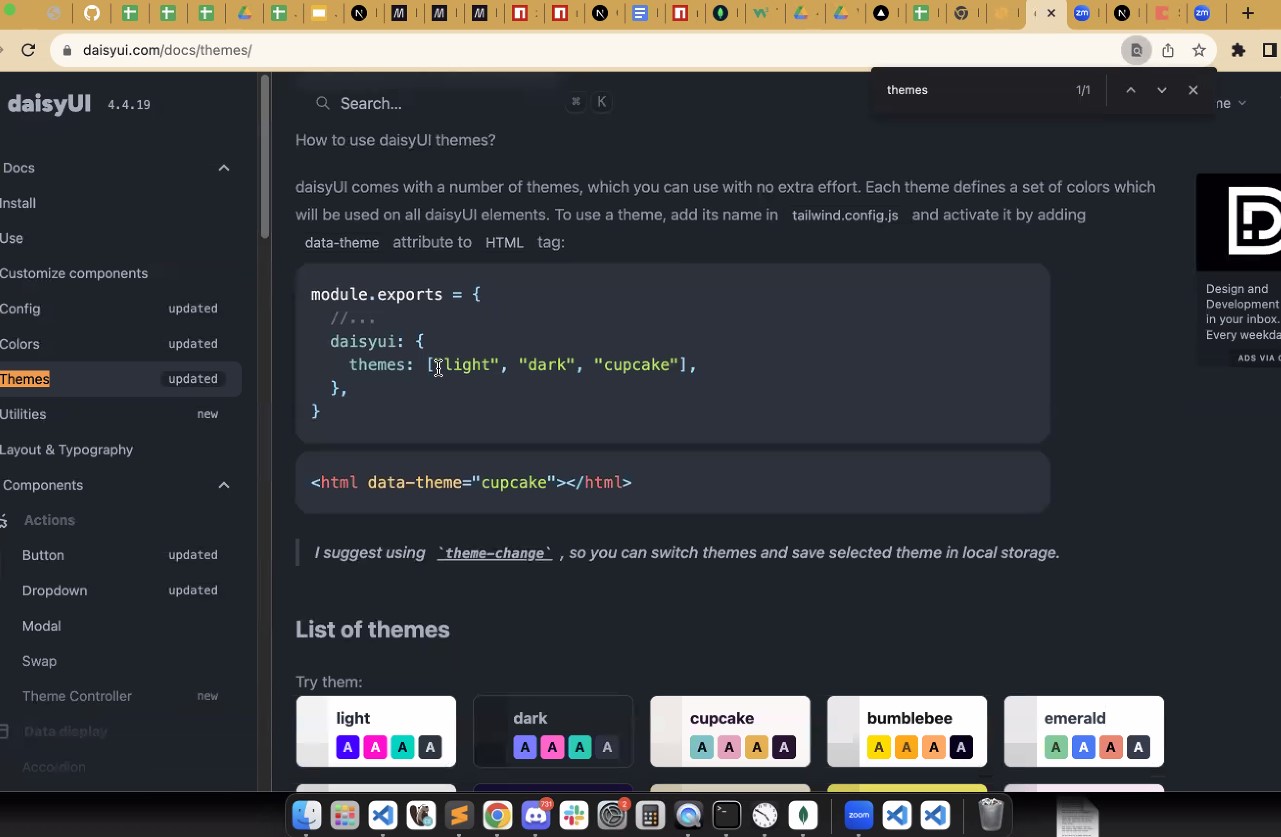 daisyui.com/docs/themes/
themes
1/1
daisyUI 4.4.19
Search...
⌘ K
Docs
Install
Use
Customize components
Config updated
Colors updated
Themes updated
Utilities new
Layout & Typography
Components
Actions
Button updated
Dropdown updated
Modal
Swap
Theme Controller new
Data display
Accordion
How to use daisyUI themes?
daisyUI comes with a number of themes, which you can use with no extra effort. Each theme defines a set of colors which
will be used on all daisyUI elements. To use a theme, add its name in tailwind.config.js and activate it by adding
data-theme attribute to HTML tag:
module.exports = {
//...
daisyui: {
themes: ["light", "dark", "cupcake"],
},
}
<html data-theme="cupcake"></html>
I suggest using `theme-change` , so you can switch themes and save selected theme in local storage.
List of themes
Try them:
light
A A A A
dark
A A A A
cupcake
A A A A
bumblebee
A A A A
emerald
A A A A
Design and
Development
in your inbox.
Every weekda
ADS VIA
731
2
zoom